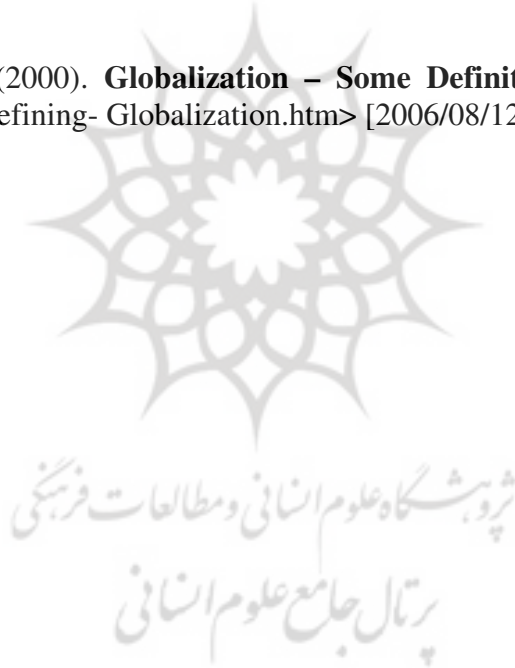 (2000). Globalization – Some Definit
efining- Globalization.htm> [2006/08/12
پژوهشگاه علوم انسانی و مطالعات فرهنگی
پرتال جامع علوم انسانی